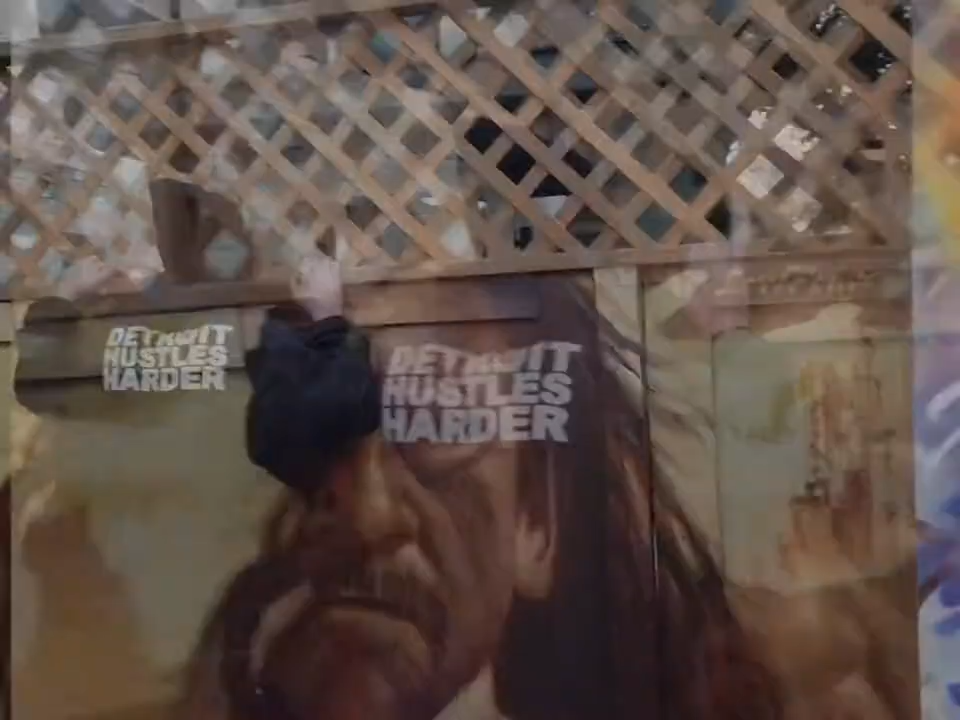 DETROIT
HUSTLES
HARDER
DETROIT
HUSTLES
HARDER